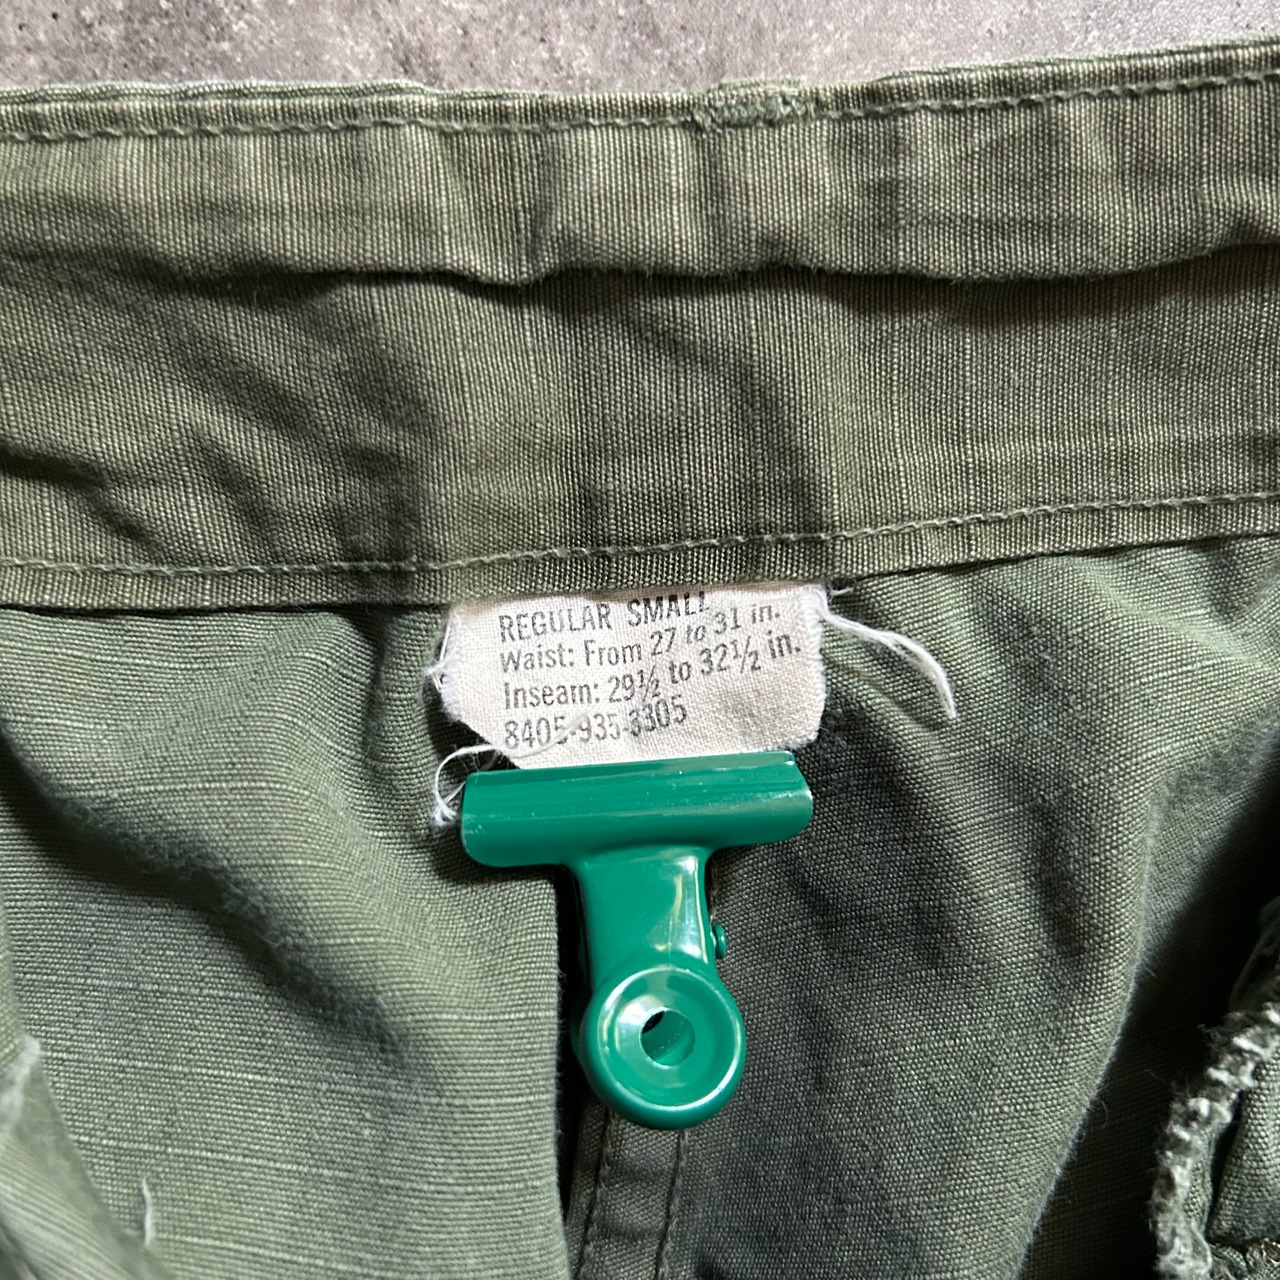 REGULAR SMALL
Waist: From 27 to 31 in.
Inseam: 29½ to 32½ in.
8405-935-3305